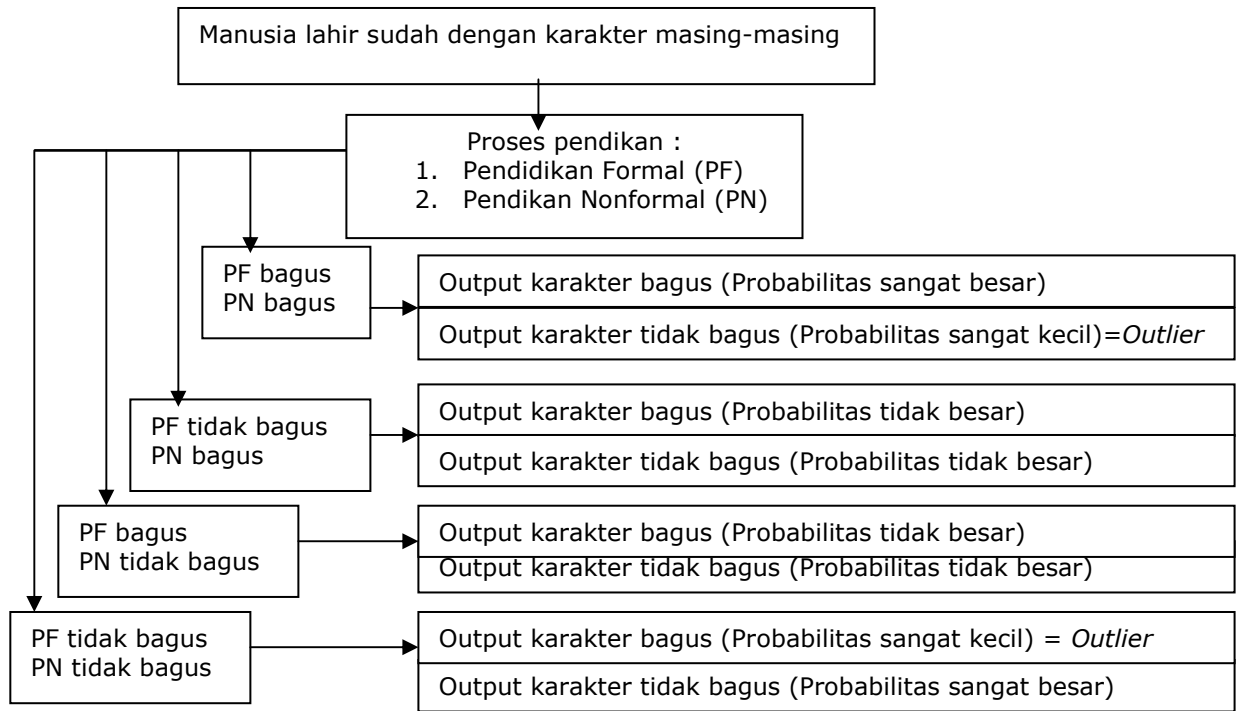 Manusia lahir sudah dengan karakter masing-masing
Proses pendikan :
1. Pendidikan Formal (PF)
2. Pendikan Nonformal (PN)
PF bagus
PN bagus
Output karakter bagus (Probabilitas sangat besar)
Output karakter tidak bagus (Probabilitas sangat kecil)=Outlier
PF tidak bagus
PN bagus
Output karakter bagus (Probabilitas tidak besar)
Output karakter tidak bagus (Probabilitas tidak besar)
PF bagus
PN tidak bagus
Output karakter bagus (Probabilitas tidak besar)
Output karakter tidak bagus (Probabilitas tidak besar)
PF tidak bagus
PN tidak bagus
Output karakter bagus (Probabilitas sangat kecil) = Outlier
Output karakter tidak bagus (Probabilitas sangat besar)